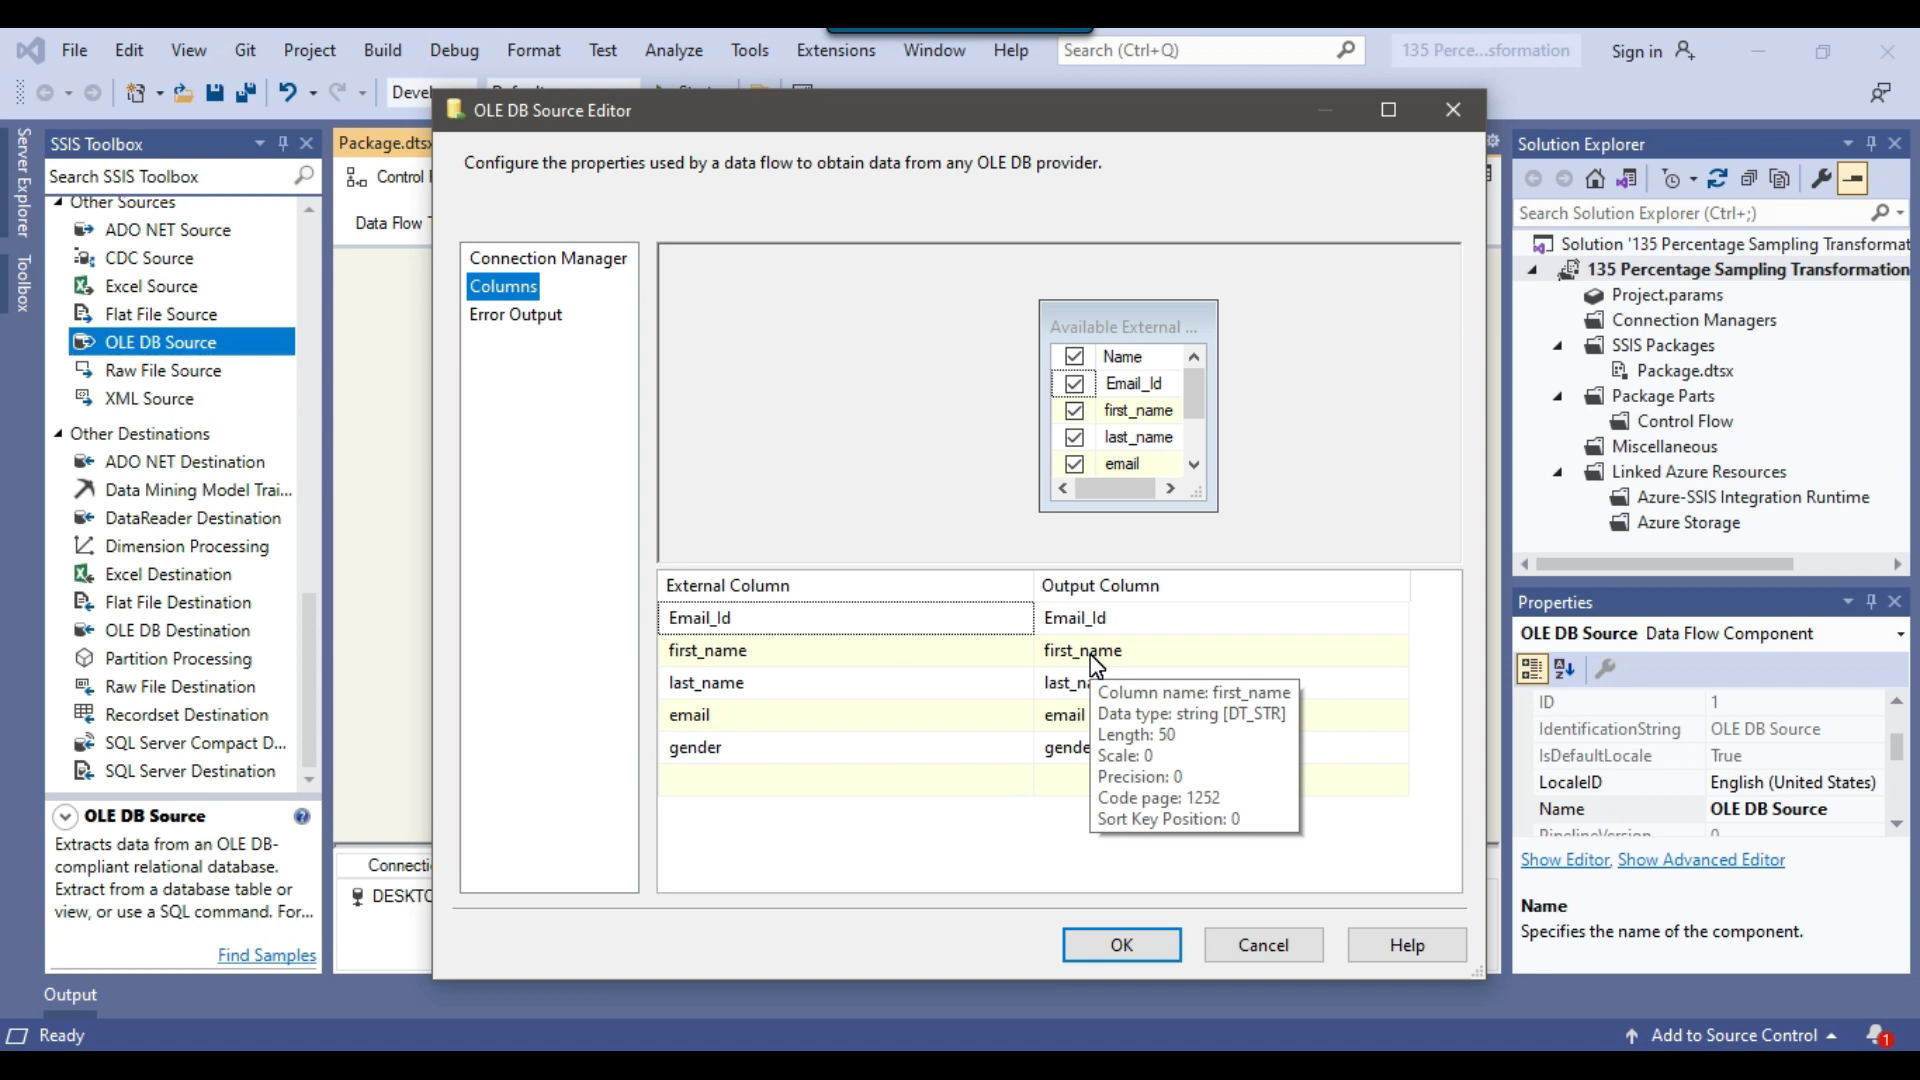 File Edit View Git Project Build Debug Team Format Test Analyze Tools Extensions Window Help Search (Ctrl+Q) 135 Perce...sformation Sign in
Devel
OLE DB Source Editor
Configure the properties used by a data flow to obtain data from any OLE DB provider.
Server Explorer
Toolbox
SSIS Toolbox
Search SSIS Toolbox
Other Sources
ADO NET Source
CDC Source
Excel Source
Flat File Source
OLE DB Source
Raw File Source
XML Source
Other Destinations
ADO NET Destination
Data Mining Model Trai...
DataReader Destination
Dimension Processing
Excel Destination
Flat File Destination
OLE DB Destination
Partition Processing
Raw File Destination
Recordset Destination
SQL Server Compact D...
SQL Server Destination
OLE DB Source
Extracts data from an OLE DB-
compliant relational database.
Extract from a database table or
view, or use a SQL command. For...
Find Samples
Package.dtsx
Control
Data Flow
Connecti
DESKTO
Connection Manager
Columns
Error Output
Available External ...
Name
Email_Id
first_name
last_name
email
External Column Output Column
Email_Id Email_Id
first_name first_name
last_name last_na
email email
gender gende
Column name: first_name
Data type: string [DT_STR]
Length: 50
Scale: 0
Precision: 0
Code page: 1252
Sort Key Position: 0
OK Cancel Help
Solution Explorer
Search Solution Explorer (Ctrl+;)
Solution '135 Percentage Sampling Transformat
135 Percentage Sampling Transformation
Project.params
Connection Managers
SSIS Packages
Package.dtsx
Package Parts
Control Flow
Miscellaneous
Linked Azure Resources
Azure-SSIS Integration Runtime
Azure Storage
Properties
OLE DB Source Data Flow Component
ID 1
IdentificationString OLE DB Source
IsDefaultLocale True
LocaleID English (United States)
Name OLE DB Source
PipelineVersion 0
Show Editor, Show Advanced Editor
Name
Specifies the name of the component.
Output
Ready
Add to Source Control
1